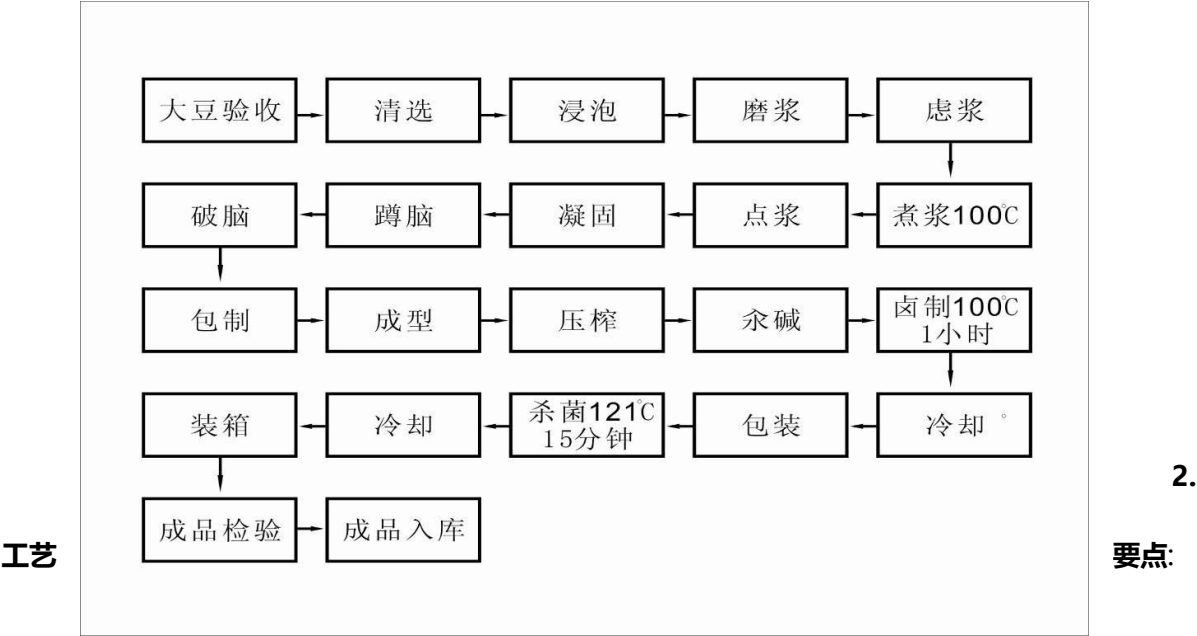 大豆验收 清选 浸泡 磨浆 虑浆
破脑 蹲脑 凝固 点浆 煮浆100℃
包制 成型 压榨 氽碱 卤制100℃
1小时
装箱 冷却 杀菌121℃ 包装 冷却 °
15分钟
2.
成品检验 成品入库
工艺 要点: